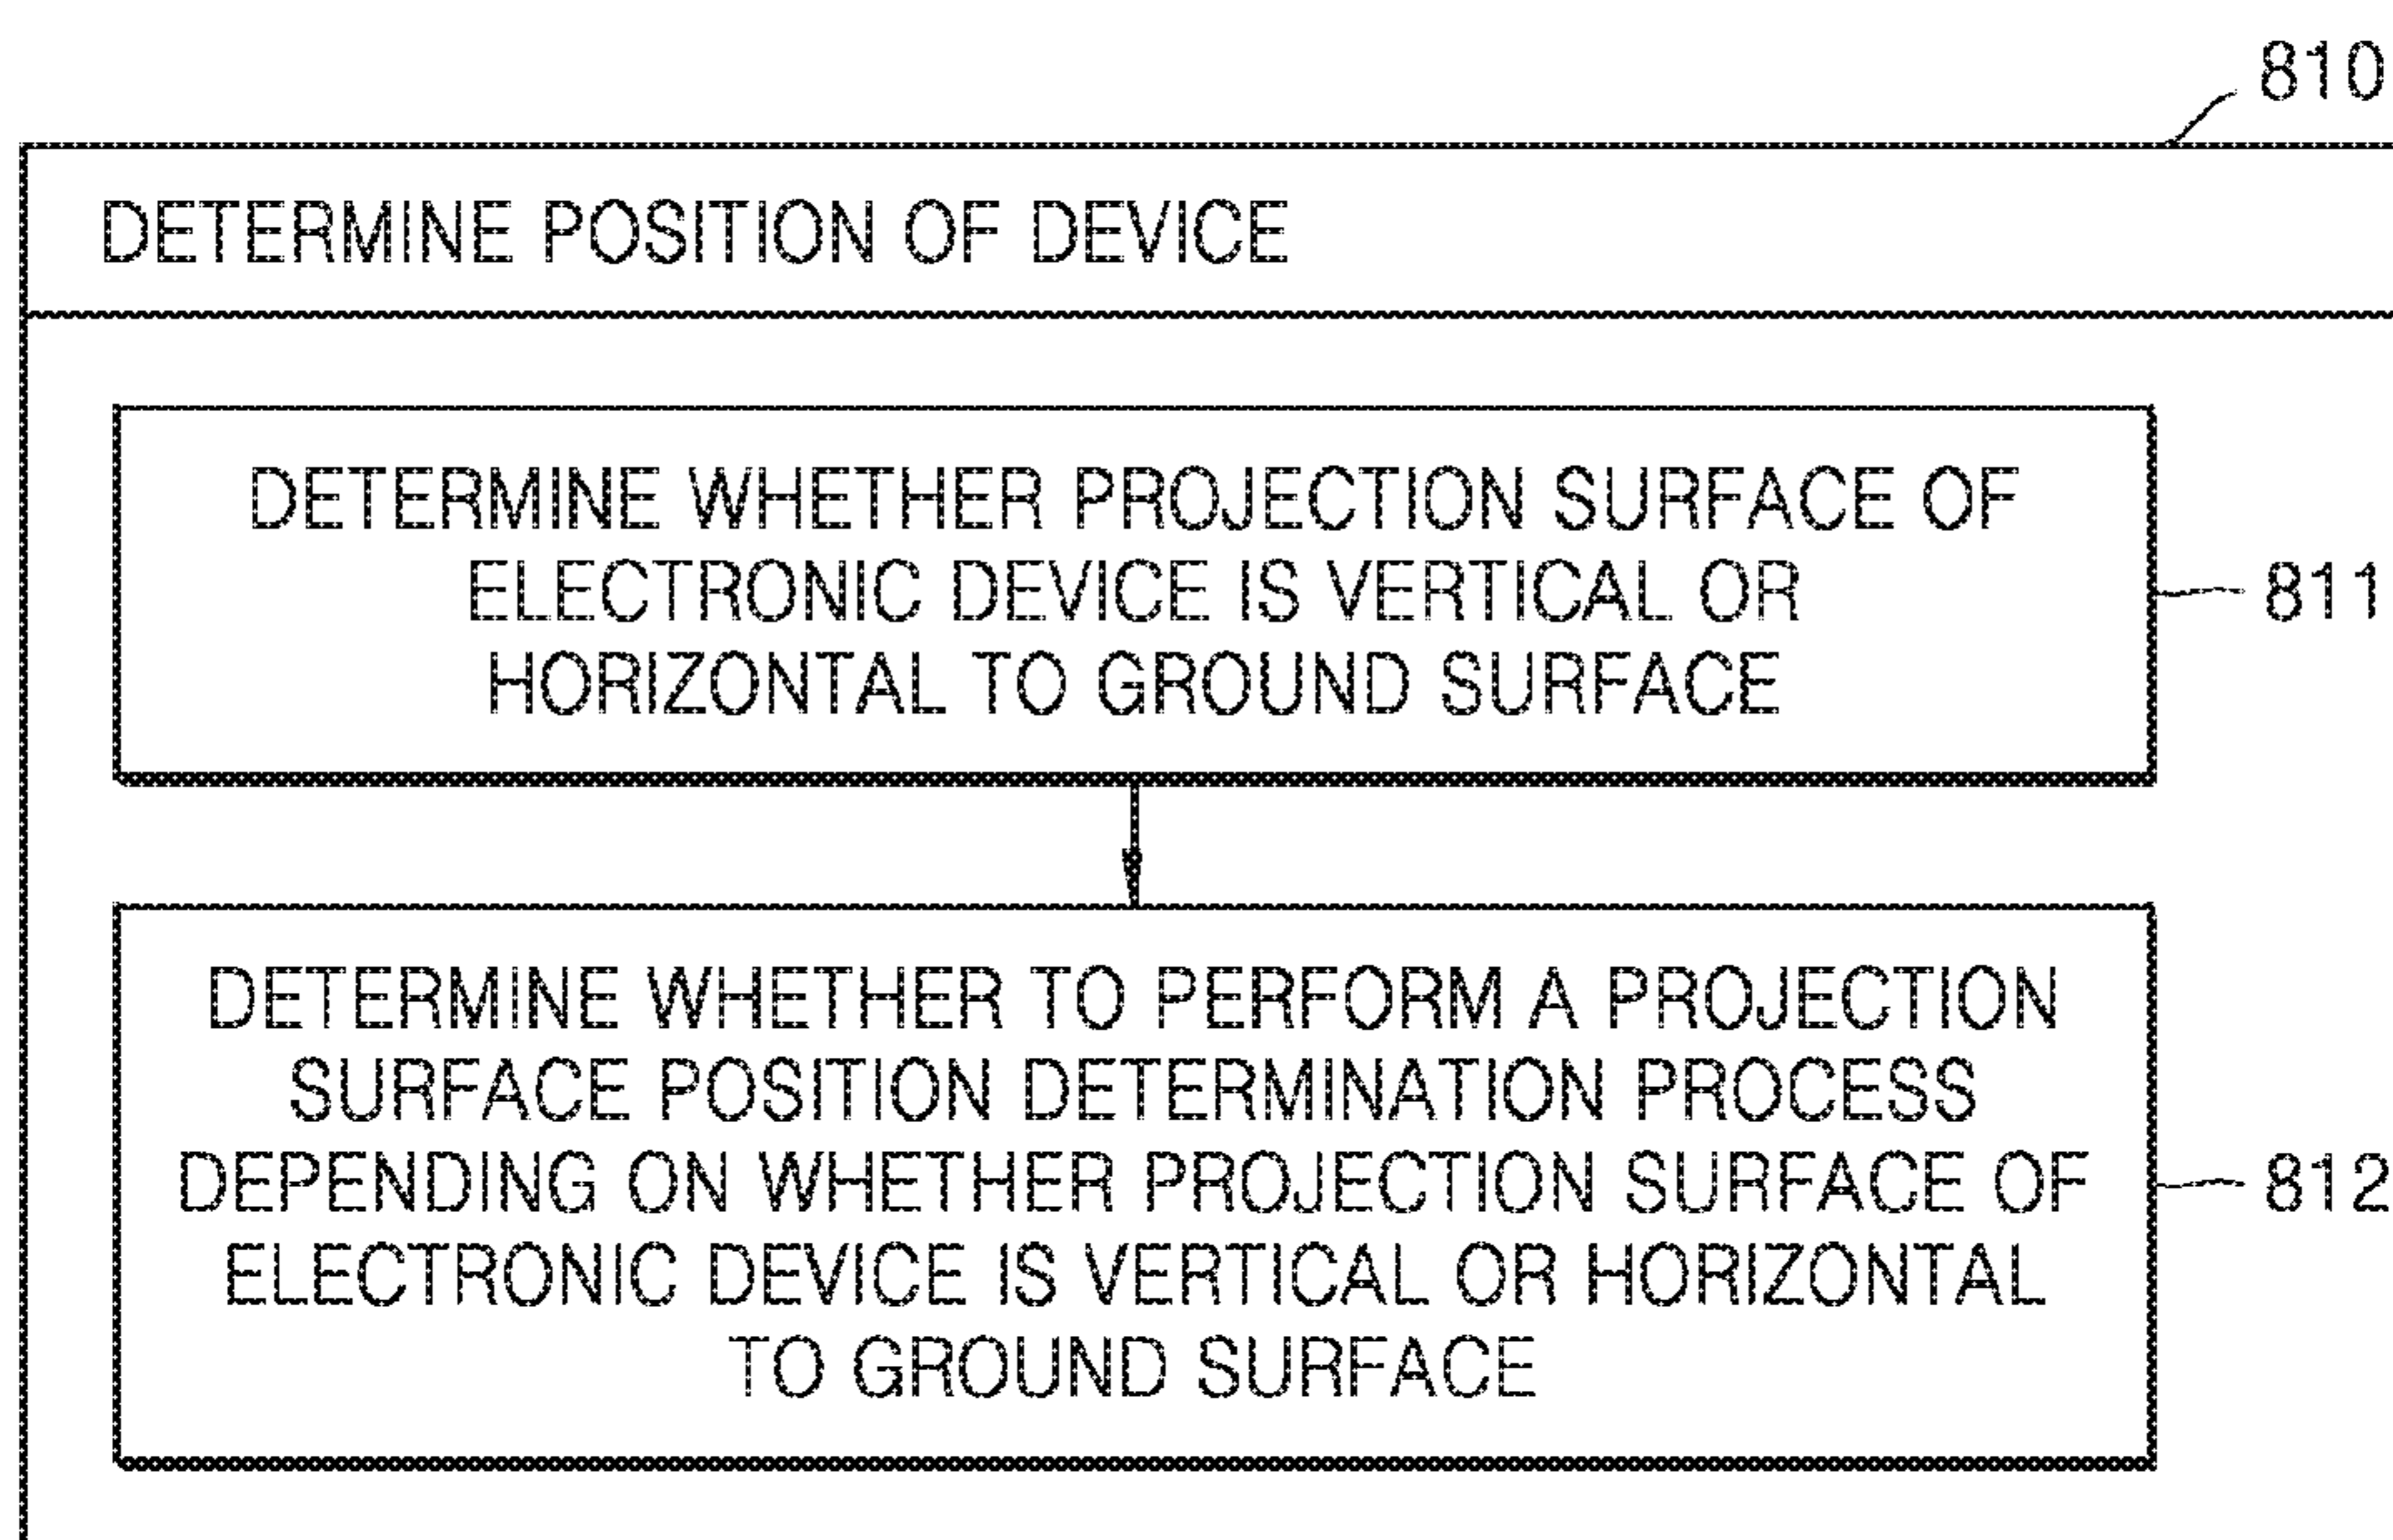 810
DETERMINE POSITION OF DEVICE
DETERMINE WHETHER PROJECTION SURFACE OF
ELECTRONIC DEVICE IS VERTICAL OR
HORIZONTAL TO GROUND SURFACE
811
DETERMINE WHETHER TO PERFORM A PROJECTION
SURFACE POSITION DETERMINATION PROCESS
DEPENDING ON WHETHER PROJECTION SURFACE OF
ELECTRONIC DEVICE IS VERTICAL OR HORIZONTAL
TO GROUND SURFACE
812